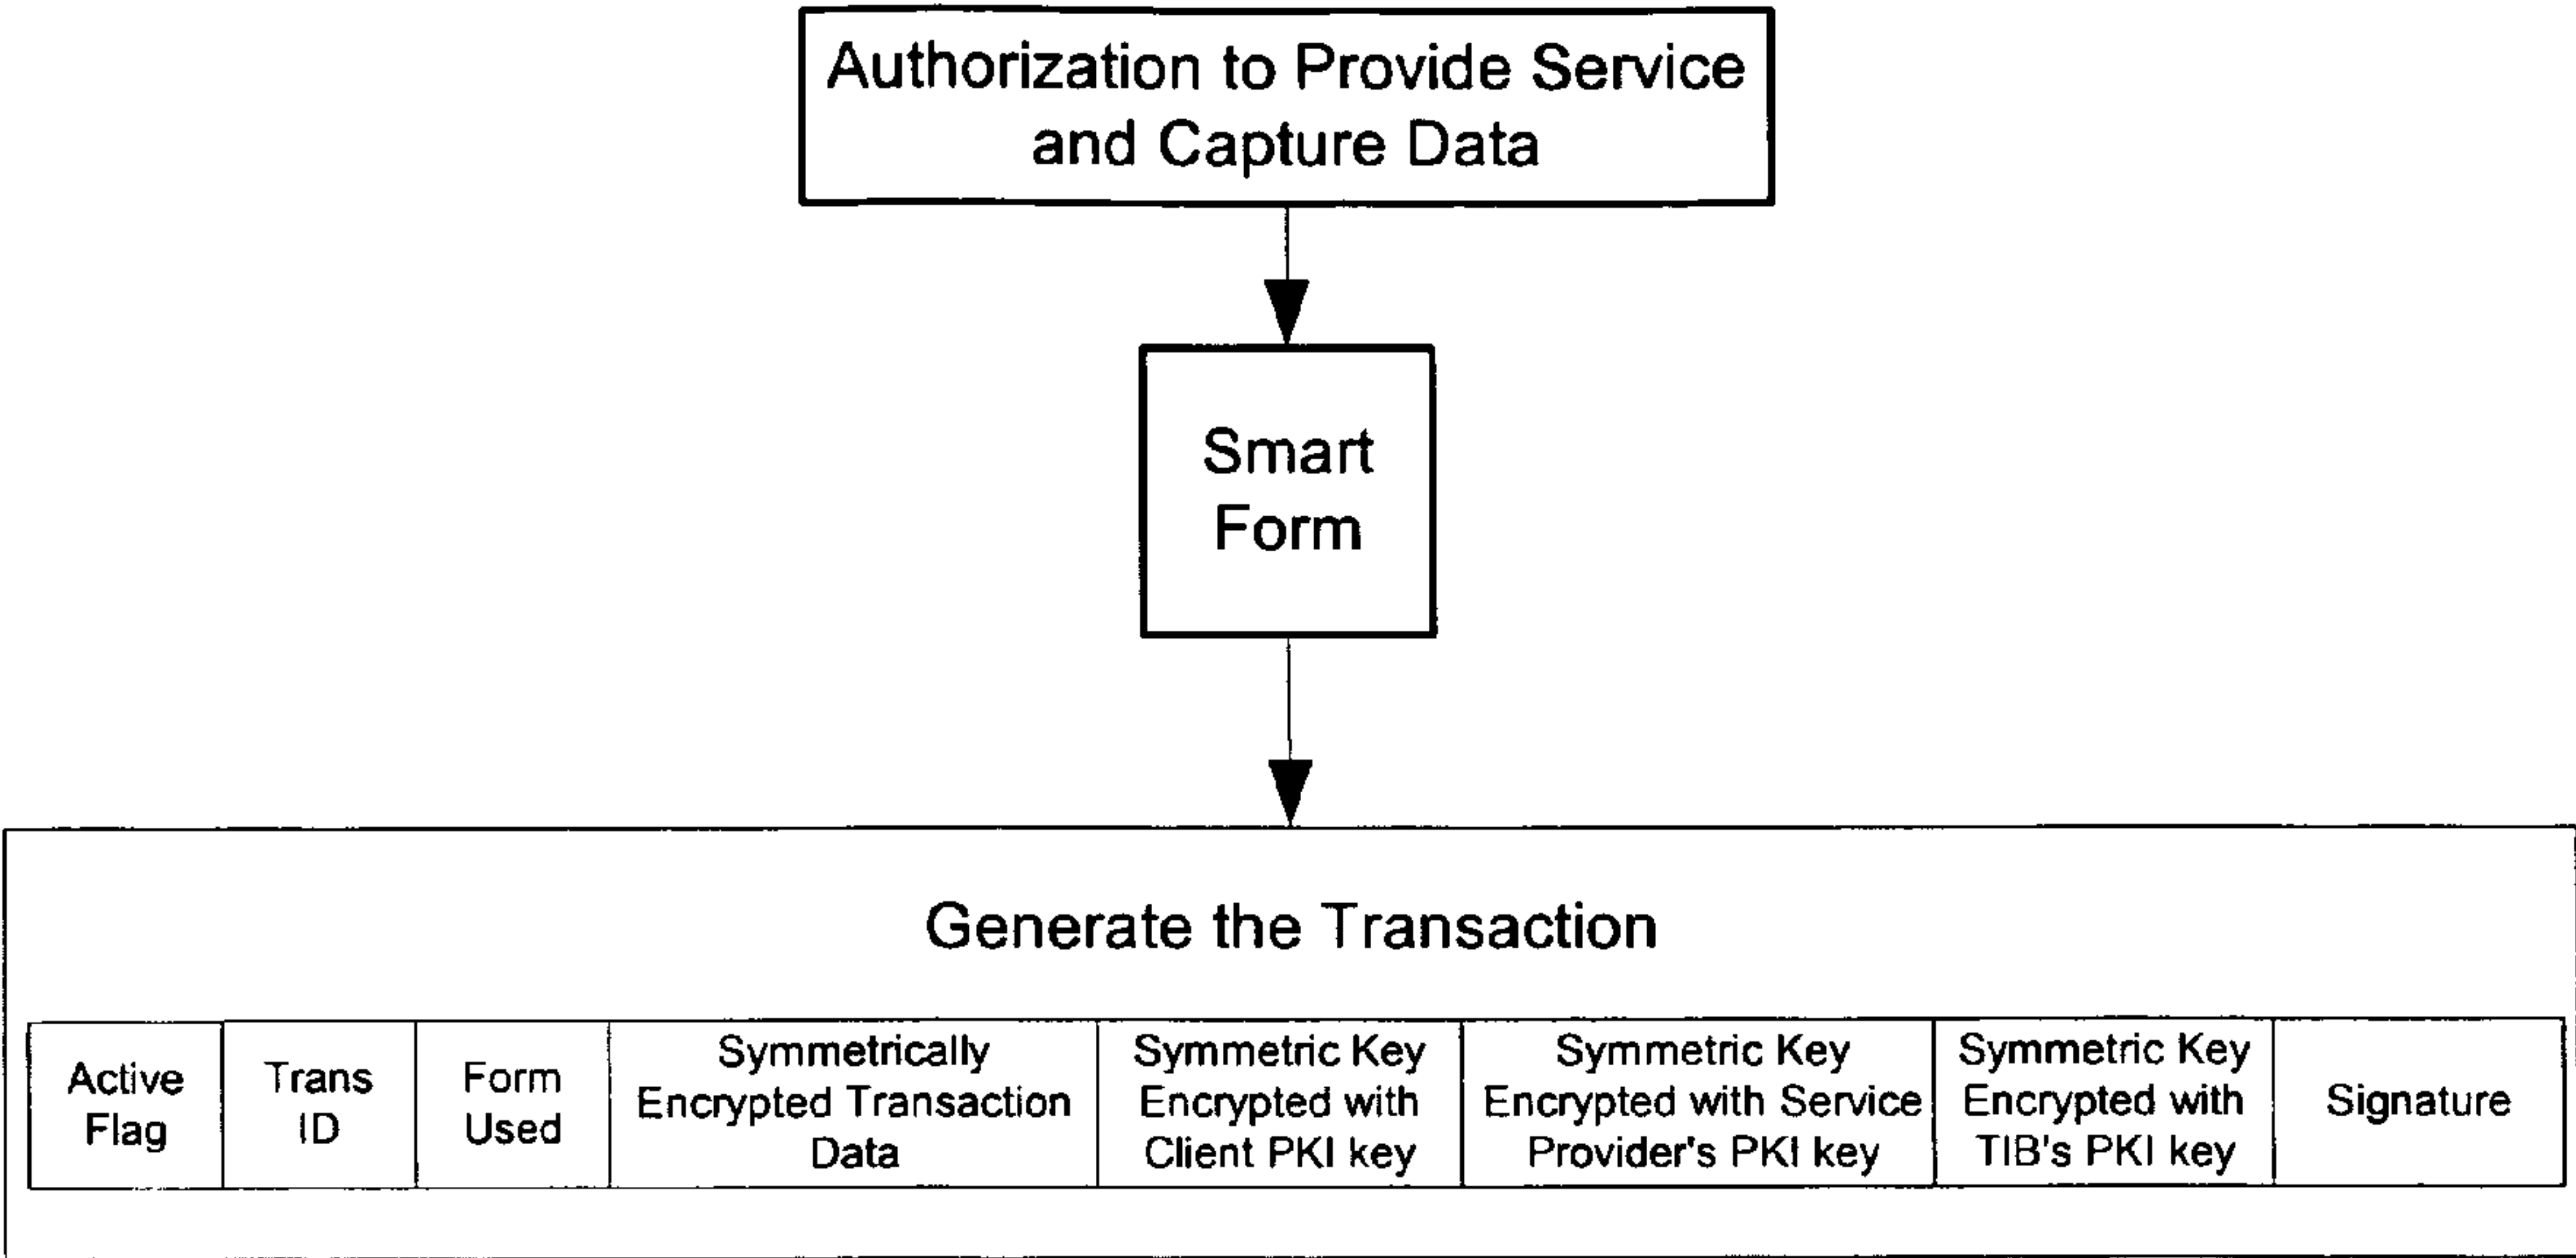 Authorization to Provide Service
and Capture Data
Smart
Form
Generate the Transaction
Active
Flag
Trans
ID
Form
Used
Symmetrically
Encrypted Transaction
Data
Symmetric Key
Encrypted with
Client PKI key
Symmetric Key
Encrypted with Service
Provider's PKI key
Symmetric Key
Encrypted with
TIB's PKI key
Signature